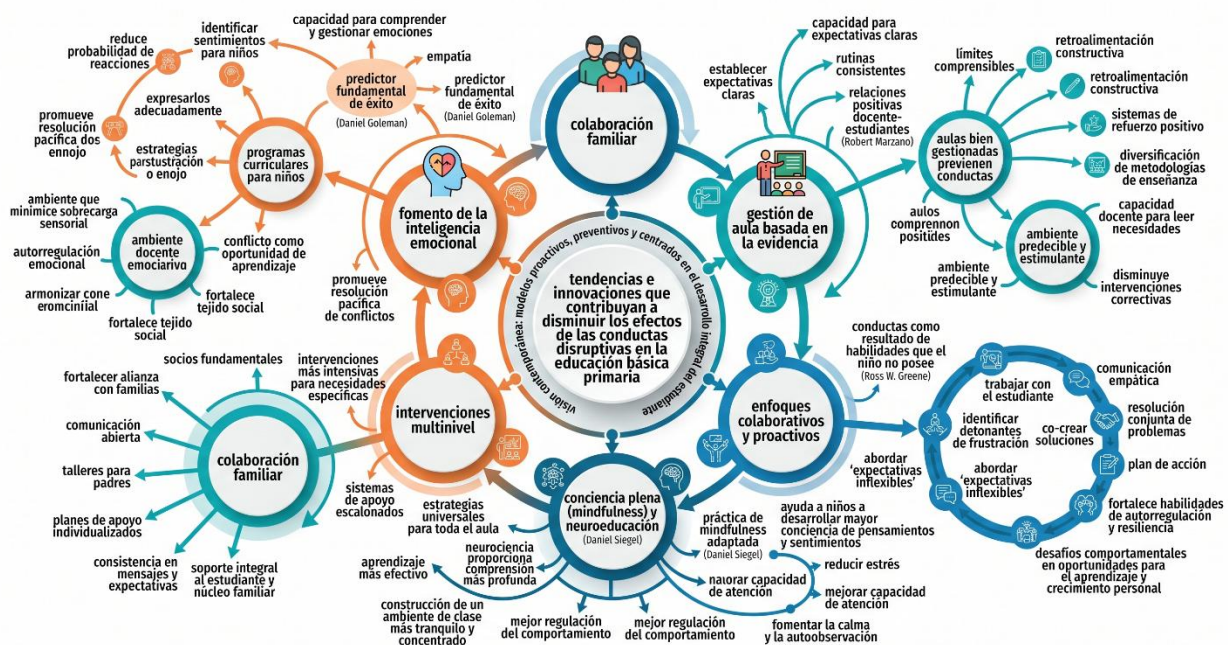 reduce
probabilidad de
reacciones
identificar
sentimientos
para niños
capacidad para comprender
y gestionar emociones
predictor
fundamental
de éxito
(Daniel Goleman)
empatía
predictor
fundamental
de éxito
(Daniel Goleman)
expresarlos
adecuadamente
promueve
resolución
pacífica dos
ennojo
estrategias
parstustración
o enojo
programas
curriculares
para niños
ambiente que
minimice sobrecarga
sensorial
autorregulación
emocional
armonizar cone
eromcinfial
fortalece tejido
social
fortalece
tejido social
conflicto como
oportunidad de
aprendizaje
ambiente
docente
emociarivo
fomento de la
inteligencia
emocional
promueve
resolución
pacífica
de conflictos
colaboración
familiar
establecer
expectativas
claras
capacidad para
expectativas claras
rutinas
consistentes
relaciones
positivas
docente-
estudiantes
(Robert Marzano)
gestión de
aula basada en
la evidencia
límites
comprensibles
retroalimentación
constructiva
retroalimentación
constructiva
sistemas de
refuerzo positivo
diversificación
de metodologías
de enseñanza
aulas bien
gestionadas
previenen
conductas
aulos
comprennon
positides
ambiente
predecible y
estimulante
ambiente
predecible y
estimulante
capacidad
docente para leer
necesidades
disminuye
intervenciones
correctivas
visión contemporánea: modelos proactivos, preventivos y centrados en el desarrollo integral del estudiante
tendencias e
innovaciones que
contribuyan a
disminuir los efectos
de las conductas
disruptivas en la
educación básica
primaria
conductas como
resultado de
habilidades que el
niño no posee
(Ross W. Greene)
enfoques
colaborativos
y proactivos
abordar
‘expectativas
inflexibles’
trabajar con
el estudiante
identificar
detonantes
de frustración
co-crear
soluciones
abordar
‘expectativas
inflexibles’
comunicación
empática
resolución
conjunta de
problemas
plan de acción
fortalece habilidades
de autorregulación
y resiliencia
desafíos comportamentales
en oportunidades para
el aprendizaje y
crecimiento personal
intervenciones
más intensivas
para necesidades
especificas
intervenciones
multinivel
sistemas
de apoyo
escalonados
estrategias
universales
para toda el aula
socios fundamentales
fortalecer alianza
con familias
comunicación
abierta
talleres para
padres
planes de apoyo
individualizados
consistencia en
mensajes y
expectativas
soporte integral
al estudiante y
núcleo familiar
colaboración
familiar
conciencia plena
(mindfulness) y
neuroeducación
(Daniel Siegel)
neurociencia
proporciona
comprensión
más profunda
aprendizaje
más efectivo
construcción de un
ambiente de clase
más tranquilo y
concentrado
mejor regulación
del comportamiento
mejor regulación
del comportamiento
práctica de
mindfulness
adaptada
(Daniel Siegel)
ayuda a niños a
desarrollar mayor
conciencia de pensamientos
y sentimientos
reducir estrés
naıorar capacidad
de atención
mejorar capacidad
de atención
fomentar la calma
y la autoobservación